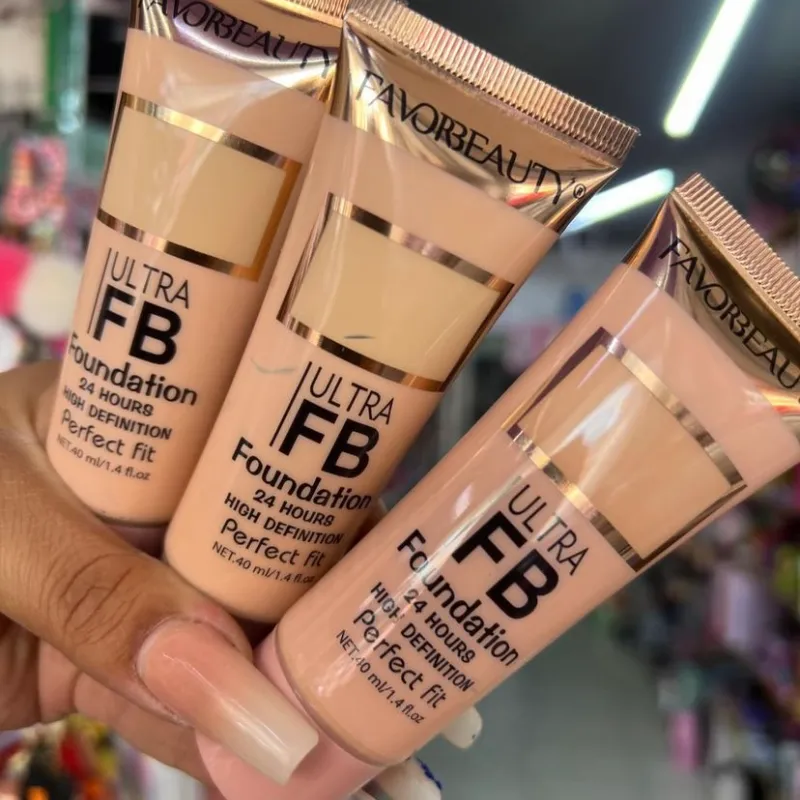 FAVORBEAUTY
ULTRA
FB
Foundation
24 HOURS
HIGH DEFINITION
Perfect fit
NET.40 ml/1.4 fl.oz
FAVORBEAUTY®
ULTRA
FB
Foundation
24 HOURS
HIGH DEFINITION
Perfect fit
NET.40 ml/1.4 fl.oz
FAVORBEAU
ULTRA
FB
Foundation
24 HOURS
HIGH DEFINITION
Perfect fit
NET.40 ml/1.4 fl.oz